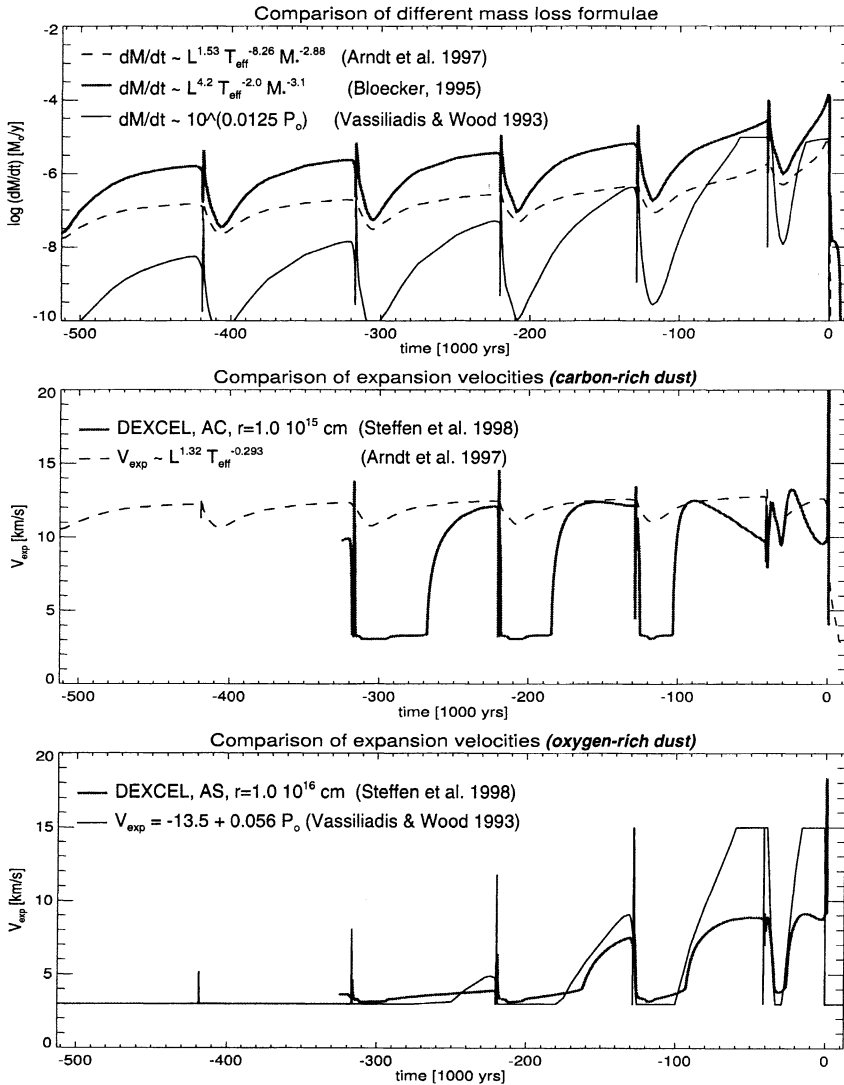 Comparison of different mass loss formulae
log (dM/dt) [M₀/y]
-2
-4
-6
-8
-10
dM/dt ~ L^1.53 T_eff^-8.26 M_*^-2.88 (Arndt et al. 1997)
dM/dt ~ L^4.2 T_eff^-2.0 M_*^-3.1 (Bloecker, 1995)
dM/dt ~ 10^(0.0125 P₀) (Vassiliadis & Wood 1993)
-500 -400 -300 -200 -100 0
time [1000 yrs]
Comparison of expansion velocities (carbon-rich dust)
V_exp [km/s]
20
15
10
5
0
DEXCEL, AC, r=1.0 10^15 cm (Steffen et al. 1998)
V_exp ~ L^1.32 T_eff^-0.293 (Arndt et al. 1997)
-500 -400 -300 -200 -100 0
time [1000 yrs]
Comparison of expansion velocities (oxygen-rich dust)
V_exp [km/s]
20
15
10
5
0
DEXCEL, AS, r=1.0 10^16 cm (Steffen et al. 1998)
V_exp = -13.5 + 0.056 P₀ (Vassiliadis & Wood 1993)
-500 -400 -300 -200 -100 0
time [1000 yrs]